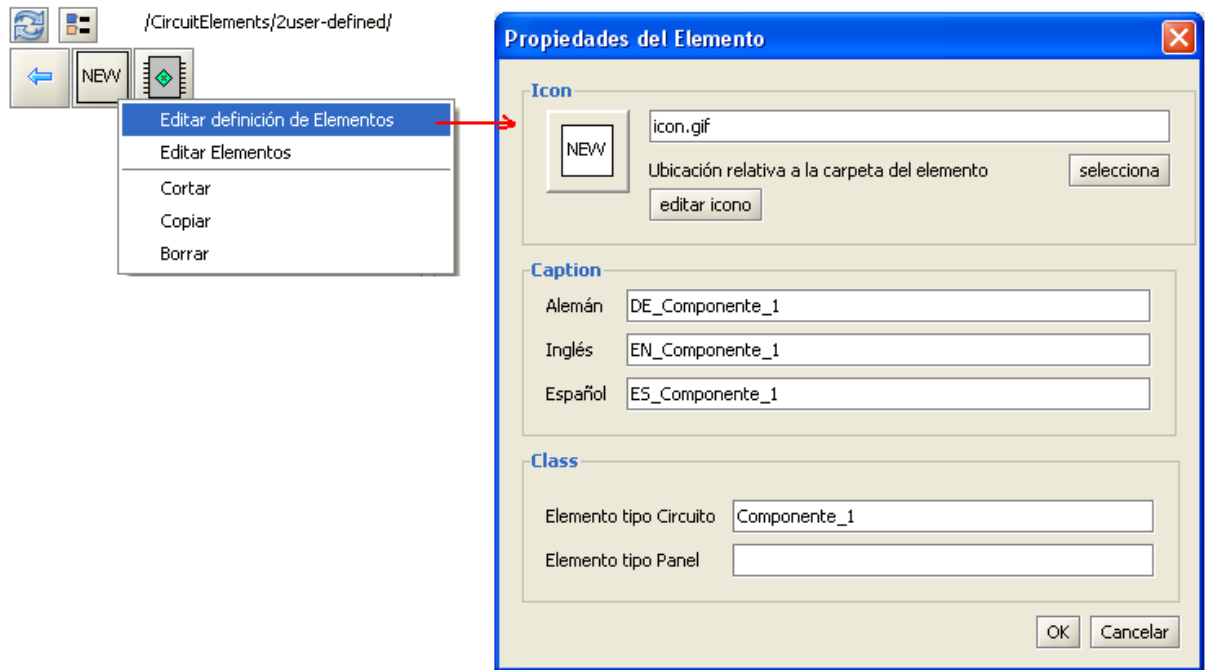 /CircuitElements/2user-defined/
NEW
Editar definición de Elementos
Editar Elementos
Cortar
Copiar
Borrar
Propiedades del Elemento
Icon
NEW
icon.gif
Ubicación relativa a la carpeta del elemento
selecciona
editar icono
Caption
Alemán DE_Componente_1
Inglés EN_Componente_1
Español ES_Componente_1
Class
Elemento tipo Circuito Componente_1
Elemento tipo Panel
OK Cancelar